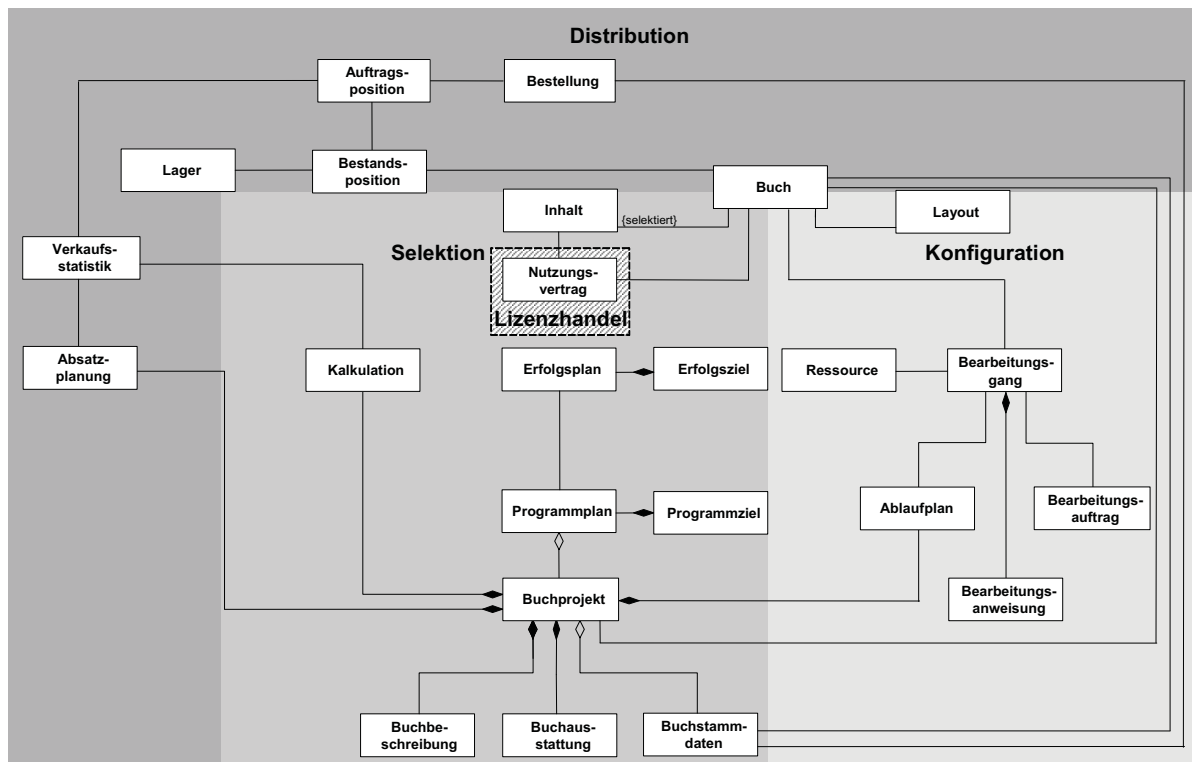 Distribution
Auftrags-
position
Bestellung
Lager
Bestands-
position
Buch
Inhalt
{selektiert}
Layout
Verkaufs-
statistik
Selektion
Nutzungs-
vertrag
Lizenzhandel
Konfiguration
Absatz-
planung
Kalkulation
Erfolgsplan
Erfolgsziel
Ressource
Bearbeitungs-
gang
Programmplan
Programmziel
Ablaufplan
Bearbeitungs-
auftrag
Buchprojekt
Bearbeitungs-
anweisung
Buchbe-
schreibung
Buchaus-
stattung
Buchstamm-
daten